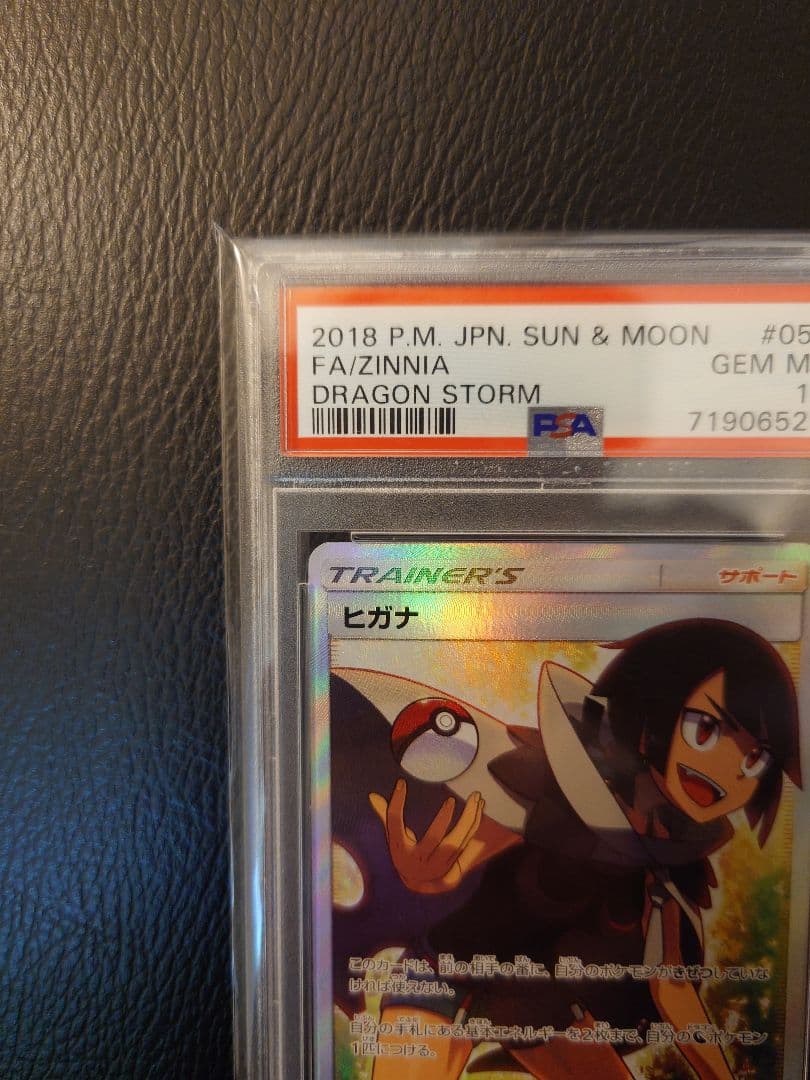 2018 P.M. JPN. SUN & MOON #05
FA/ZINNIA GEM M
DRAGON STORM 1
PSA 7190652
TRAINER'S サポート
ヒガナ
このカードは、前の相手の番に、自分のポケモンがきぜつしていな
ければ使えない。
自分の手札にある基本エネルギーを2枚まで、自分のポケモン
1匹につける。